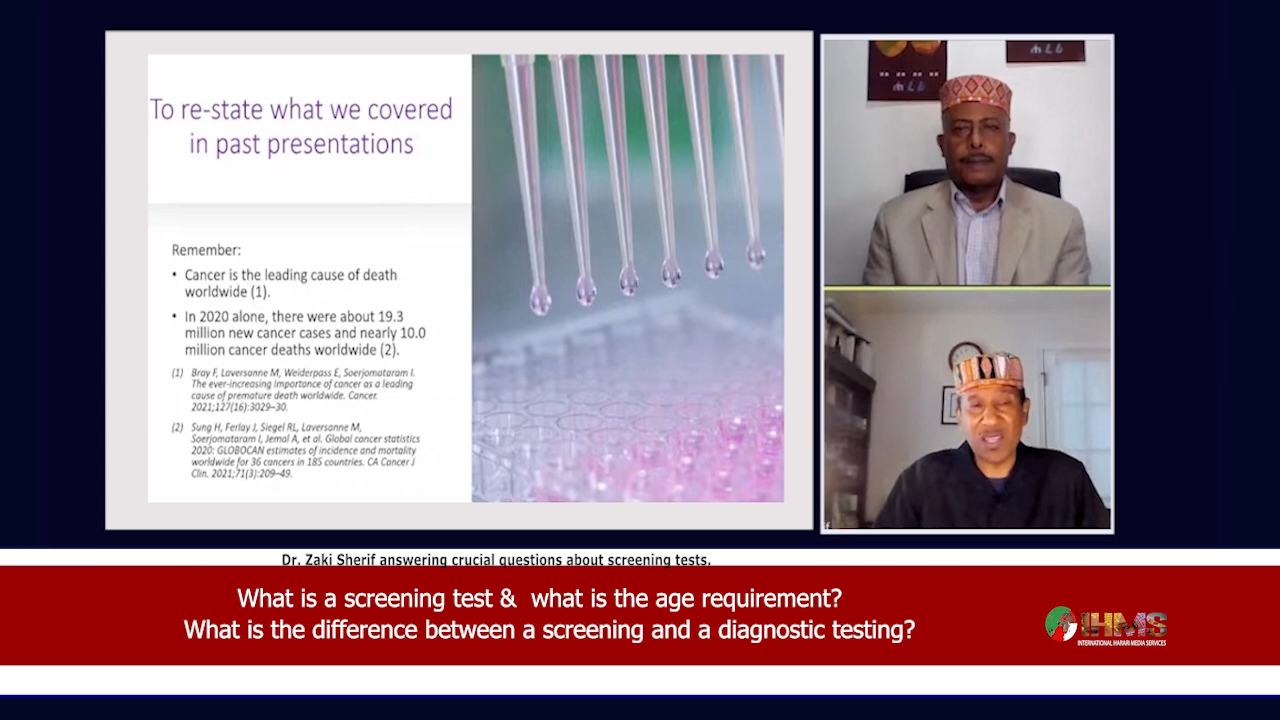 To re-state what we covered
in past presentations
Remember:
• Cancer is the leading cause of death
worldwide (1).
• In 2020 alone, there were about 19.3
million new cancer cases and nearly 10.0
million cancer deaths worldwide (2).
(1) Bray F, Laversanne M, Weiderpass E, Soerjomataram I.
The ever-increasing importance of cancer as a leading
cause of premature death worldwide. Cancer.
2021;127(16):3029–30.
(2) Sung H, Ferlay J, Siegel RL, Laversanne M,
Soerjomataram I, Jemal A, et al. Global cancer statistics
2020: GLOBOCAN estimates of incidence and mortality
worldwide for 36 cancers in 185 countries. CA Cancer J
Clin. 2021;71(3):209–49.
Dr. Zaki Sherif answering crucial questions about screening tests.
What is a screening test & what is the age requirement?
What is the difference between a screening and a diagnostic testing?
IHMS
INTERNATIONAL HARARI MEDIA SERVICES